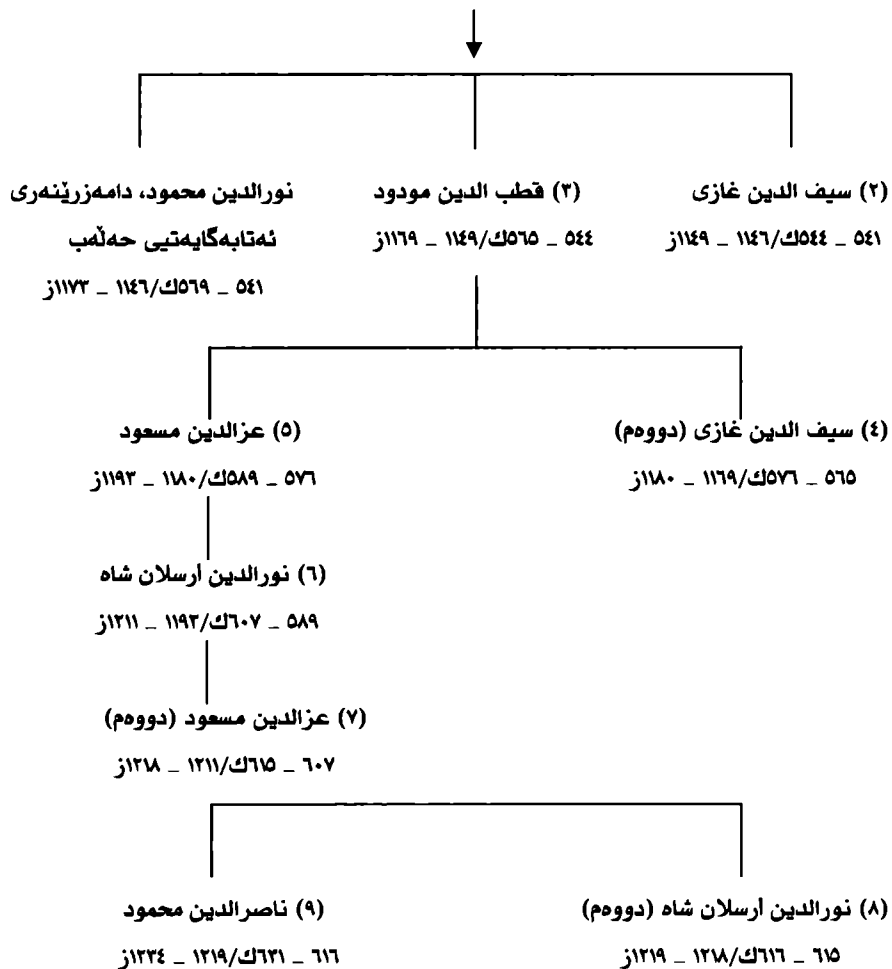 (٢) سیف الدین غازی
٥٤١ _ ٥٤٤ك/١١٤٦ _ ١١٤٩ز
(٣) قطب الدین مودود
٥٤٤ _ ٥٦٥ك/١١٤٩ _ ١١٦٩ز
نورالدین محمود، دامەزرێنەری
ئەتابەگایەتیی حەڵەب
٥٤١ _ ٥٦٩ك/١١٤٦ _ ١١٧٣ز
(٤) سیف الدین غازی (دووەم)
٥٦٥ _ ٥٧٦ك/١١٦٩ _ ١١٨٠ز
(٥) عزالدین مسعود
٥٧٦ _ ٥٨٩ك/١١٨٠ _ ١١٩٣ز
(٦) نورالدین أرسلان شاه
٥٨٩ _ ٦٠٧ك/١١٩٣ _ ١٢١١ز
(٧) عزالدین مسعود (دووەم)
٦٠٧ _ ٦١٥ك/١٢١١ _ ١٢١٨ز
(٨) نورالدین أرسلان شاه (دووەم)
٦١٥ _ ٦١٦ك/١٢١٨ _ ١٢١٩ز
(٩) ناصرالدین محمود
٦١٦ _ ٦٣١ك/١٢١٩ _ ١٢٣٤ز